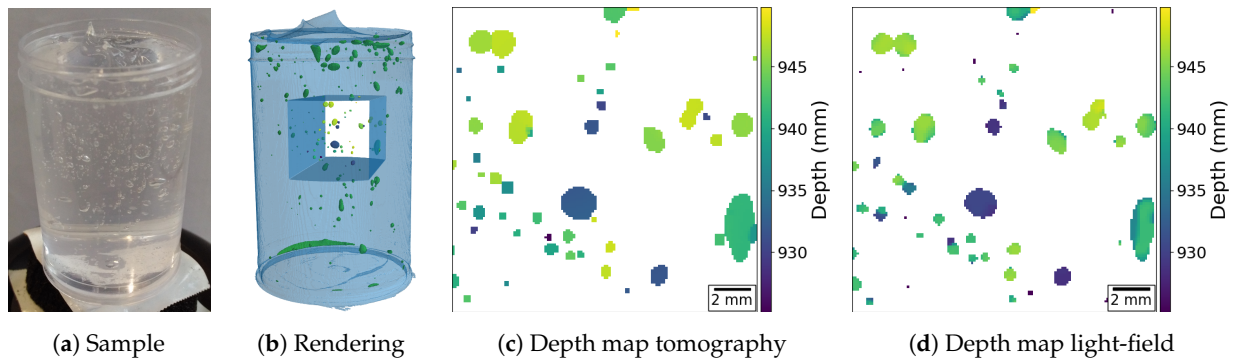 945
940
935
930
Depth (mm)
2 mm
945
940
935
930
Depth (mm)
2 mm
(a) Sample
(b) Rendering
(c) Depth map tomography
(d) Depth map light-field